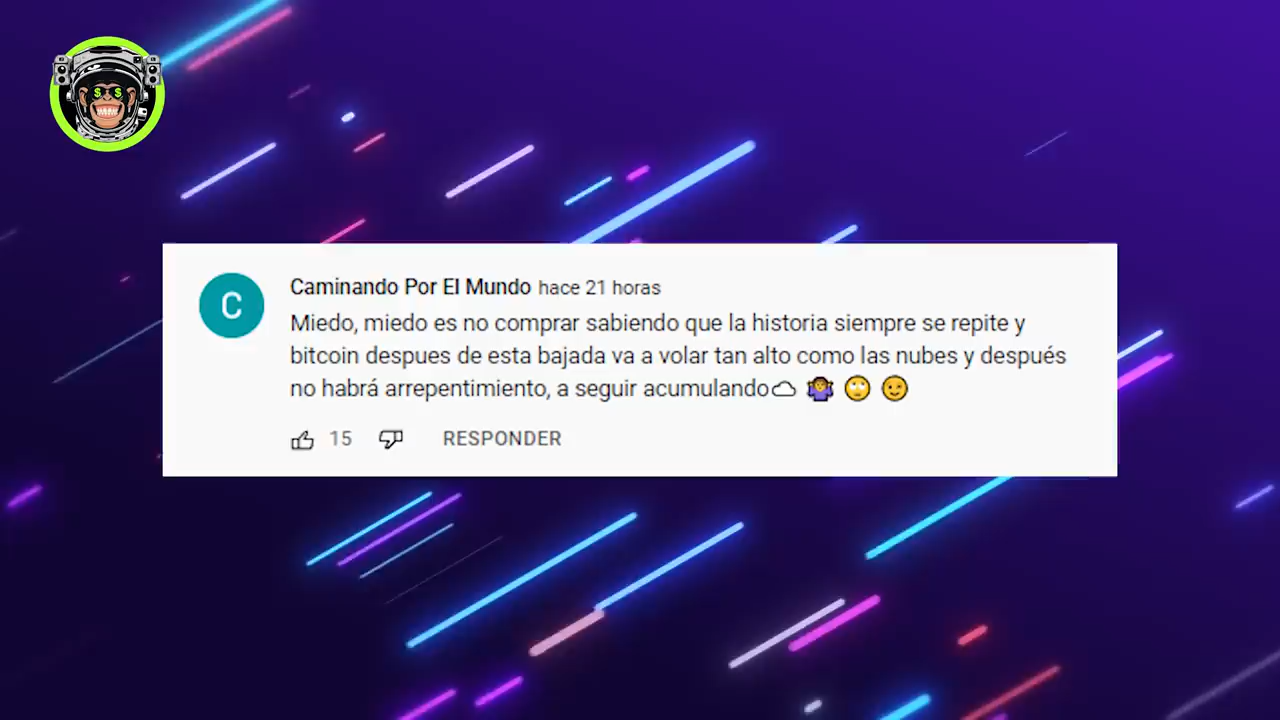 C
Caminando Por El Mundo hace 21 horas
Miedo, miedo es no comprar sabiendo que la historia siempre se repite y
bitcoin despues de esta bajada va a volar tan alto como las nubes y después
no habrá arrepentimiento, a seguir acumulando☁️ 🤷‍♀️ 🙄 😉
15 RESPONDER